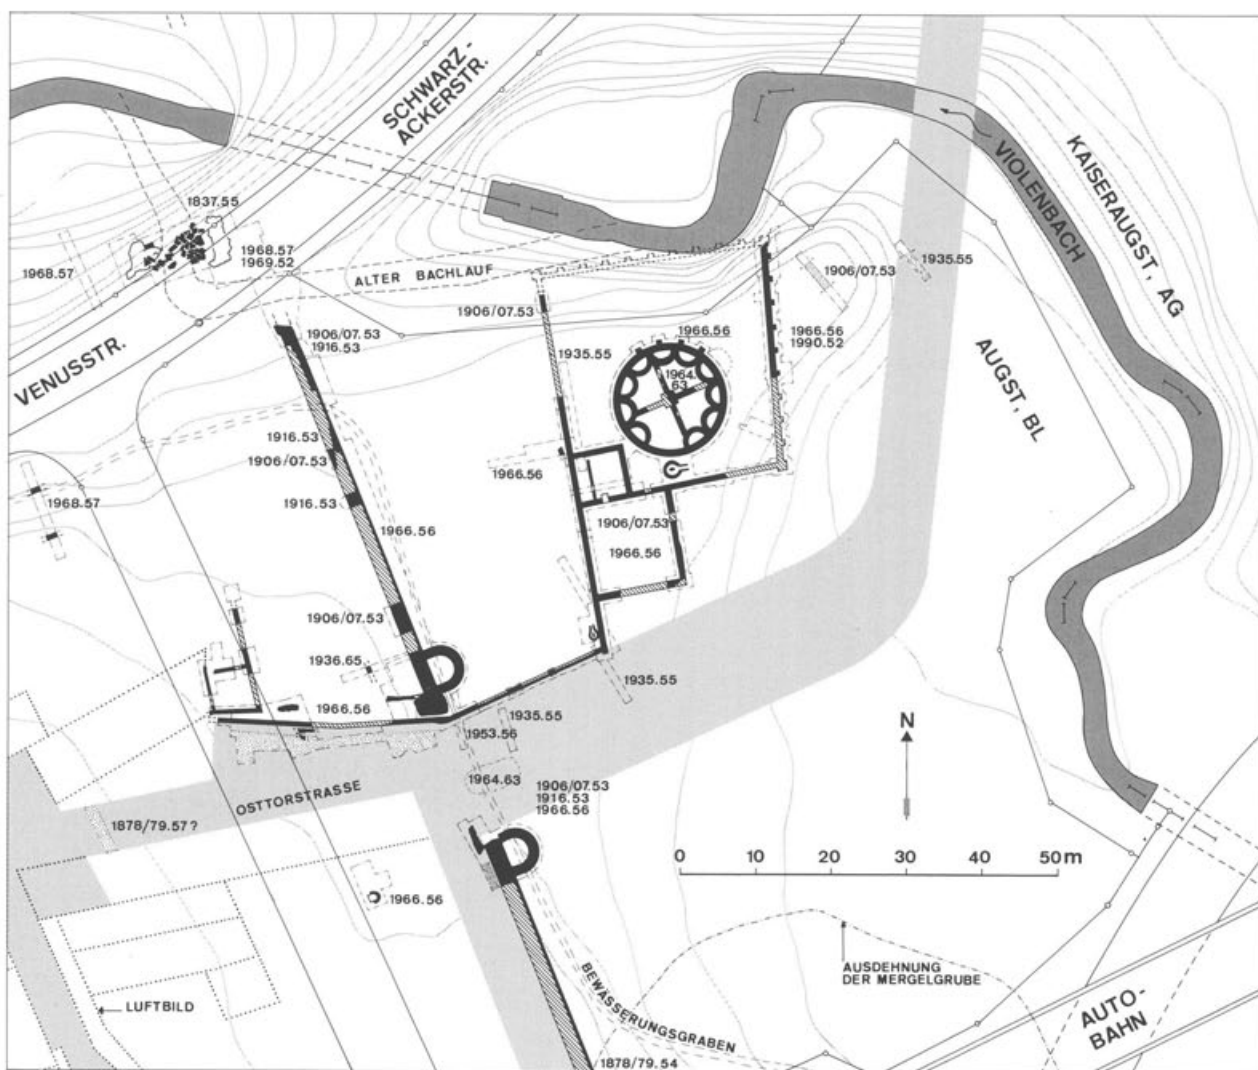 SCHWARZ-
ACKERSTR.
KAISERAUGST, AG
VIOLENBACH
1837.55
1968.57
1968.57
1969.52
ALTER BACHLAUF
1935.55
1906/07.53
1906/07.53
1906/07.53
1916.53
1966.56
1966.56
1990.52
AUGST, BL
VENUSSTR.
1935.55
1964.
63
1916.53
1906/07.53
1966.56
1968.57
1916.53
1906/07.53
1966.56
1966.56
1906/07.53
1936.65
1935.55
1966.56
1935.55
1953.56
N
1964.63
1906/07.53
1916.53
1966.56
OSTTORSTRASSE
1878/79.57?
0 10 20 30 40 50m
1966.56
AUSDEHNUNG
DER MERGELGRUBE
BEWÄSSERUNGSGRABEN
LUFTBILD
AUTO-
BAHN
1878/79.54